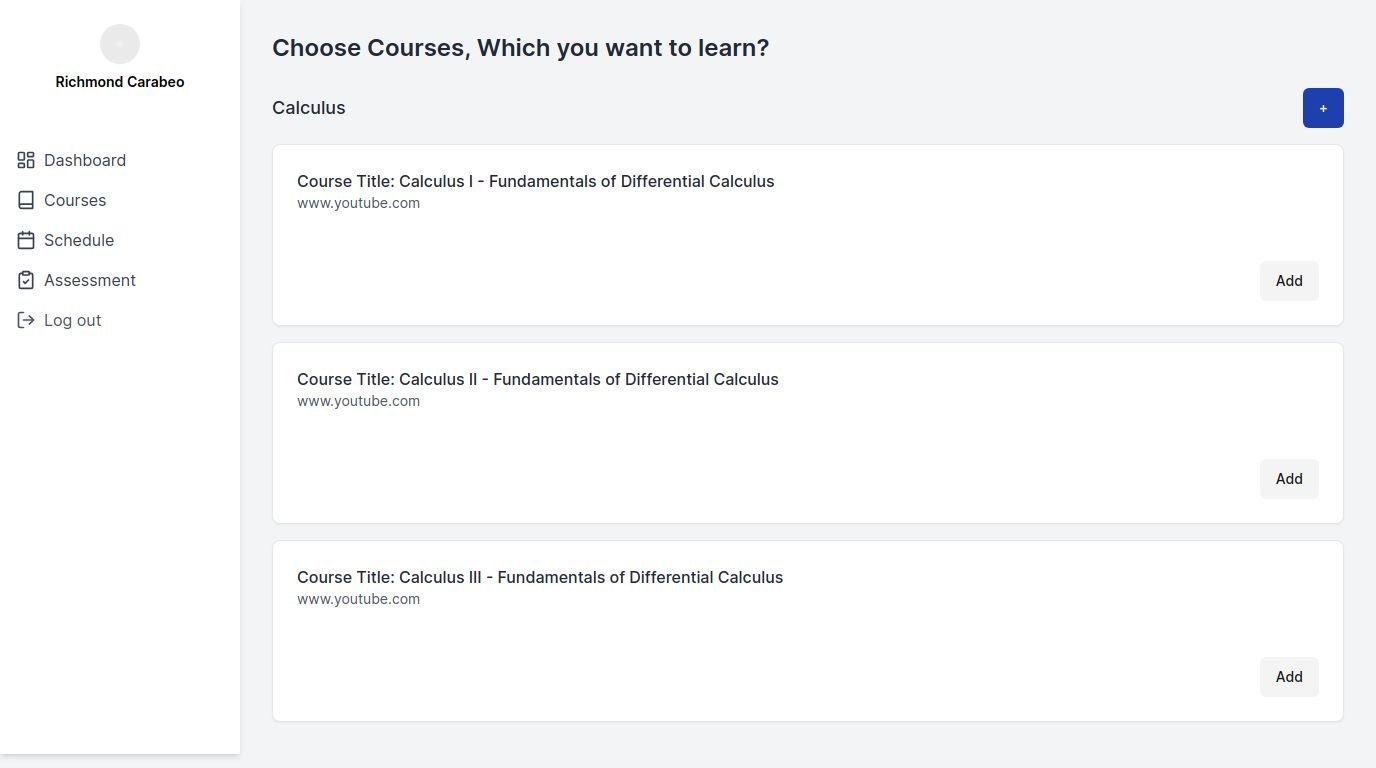 Richmond Carabeo
Dashboard
Courses
Schedule
Assessment
Log out
Choose Courses, Which you want to learn?
Calculus
+
Course Title: Calculus I - Fundamentals of Differential Calculus
www.youtube.com
Add
Course Title: Calculus II - Fundamentals of Differential Calculus
www.youtube.com
Add
Course Title: Calculus III - Fundamentals of Differential Calculus
www.youtube.com
Add